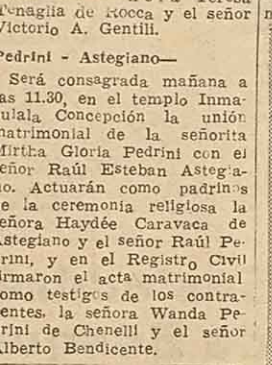 Tenaglia de Rocca y el señor
Victorio A. Gentili.
Pedrini - Astegiano—
Será consagrada mañana a
las 11.30, en el templo Inma-
culala Concepción la unión
matrimonial de la señorita
Mirtha Gloria Pedrini con el
señor Raúl Esteban Astegia-
no. Actuarán como padrinos
de la ceremonia religiosa la
señora Haydée Caravaca de
Astegiano y el señor Raúl Pe-
drini, y en el Registro Civil
firmaron el acta matrimonial
como testigos de los contra-
yentes, la señora Wanda Pe-
drini de Chenelli y el señor
Alberto Bendicente.